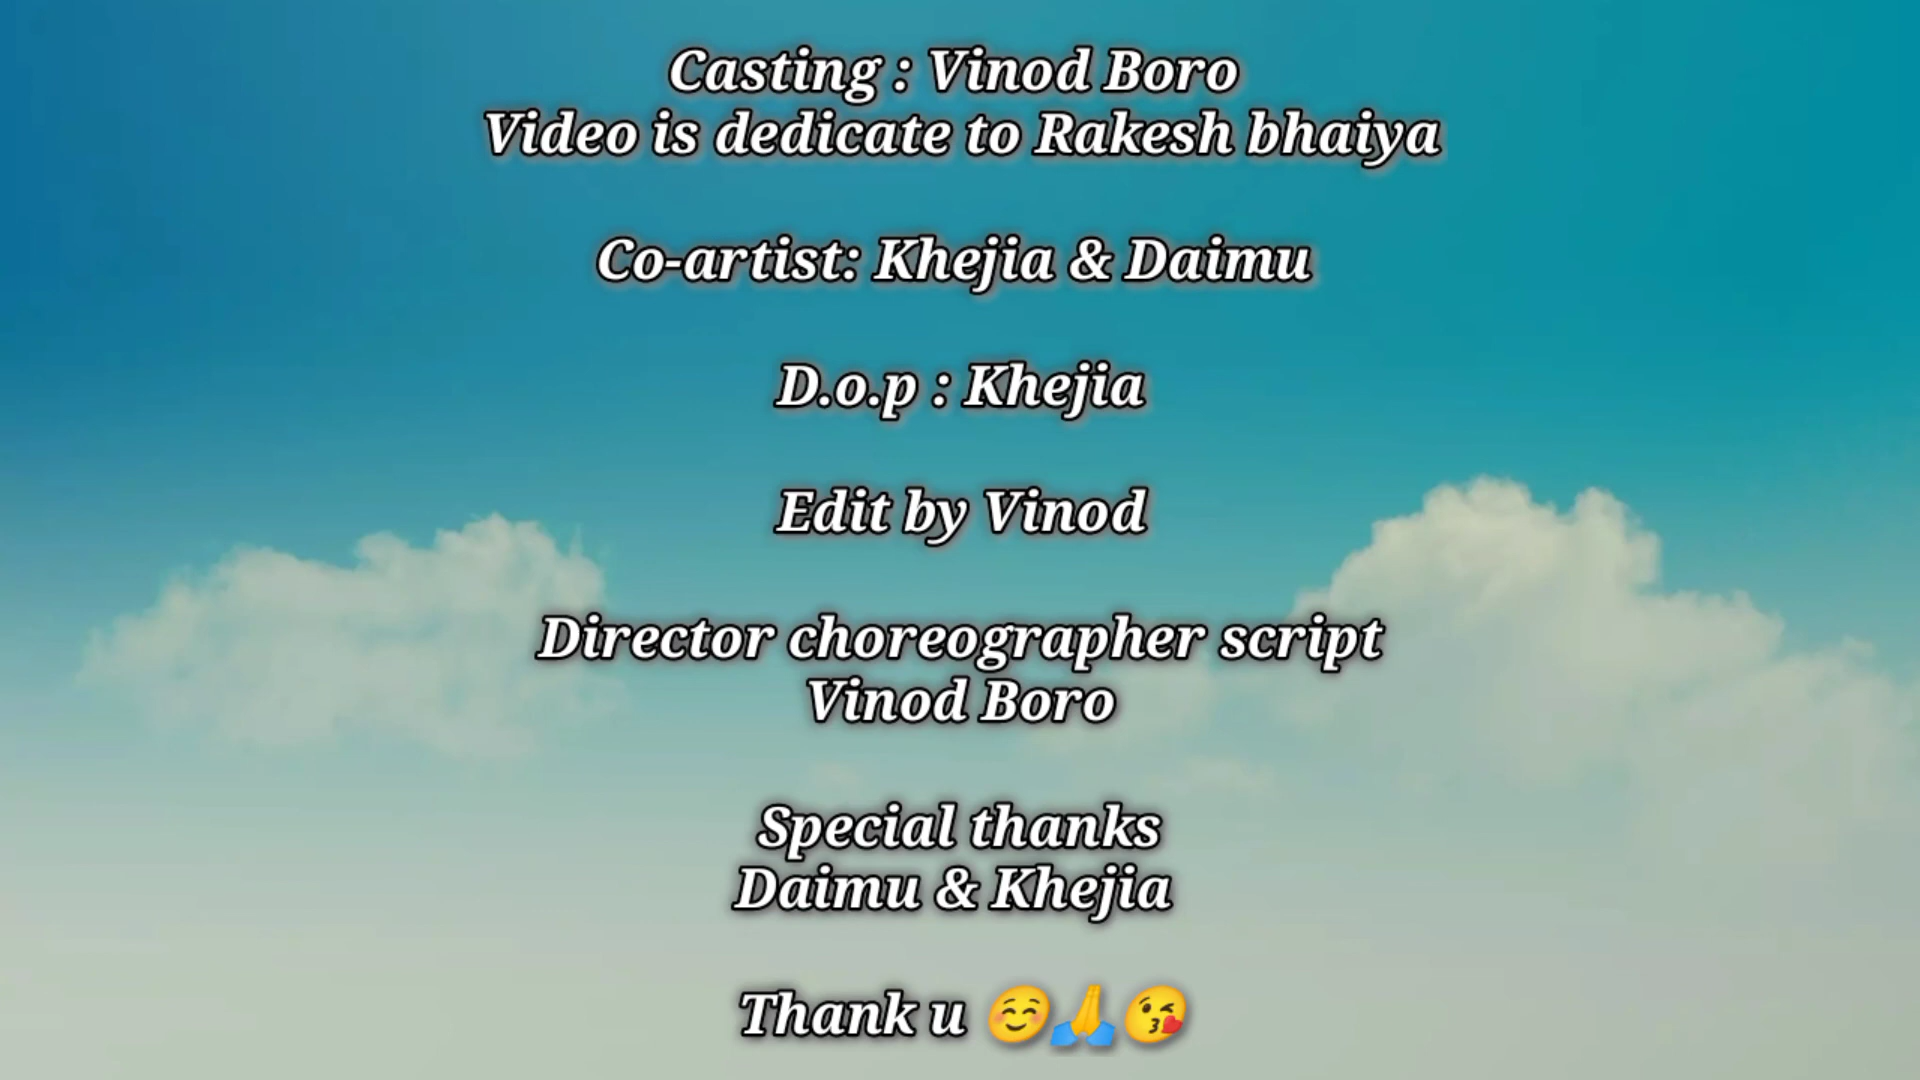 Casting : Vinod Boro
Video is dedicate to Rakesh bhaiya
Co-artist: Khejia & Daimu
D.o.p : Khejia
Edit by Vinod
Director choreographer script
Vinod Boro
Special thanks
Daimu & Khejia
Thank u ☺️🙏😘